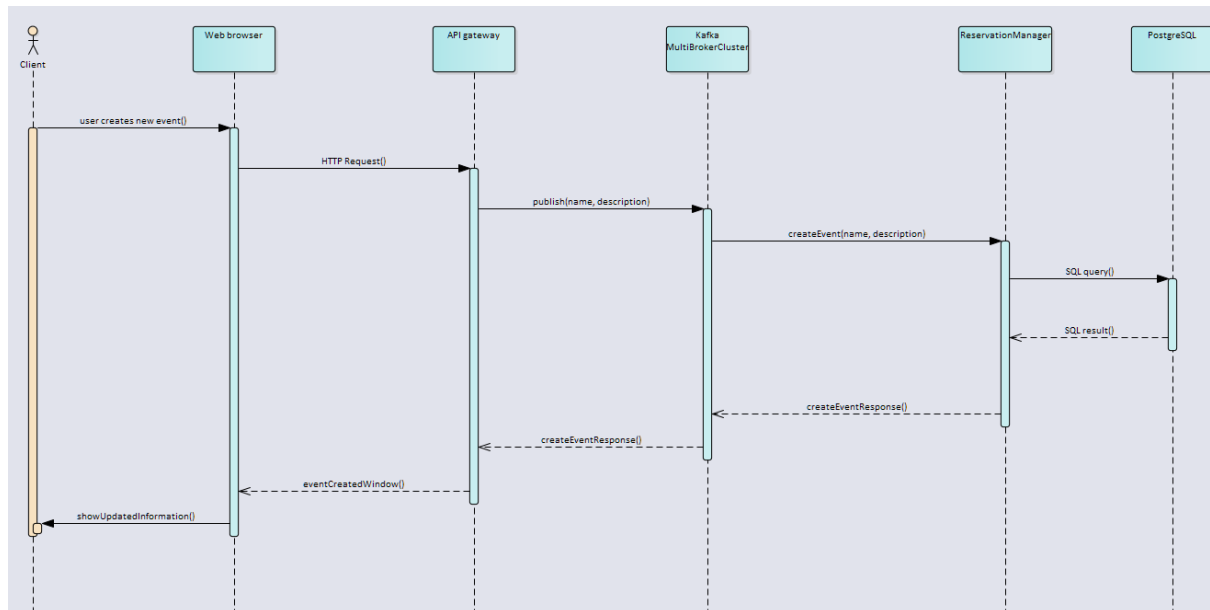 Client
Web browser
API gateway
Kafka
MultiBrokerCluster
ReservationManager
PostgreSQL
user creates new event()
HTTP Request()
publish(name, description)
createEvent(name, description)
SQL query()
SQL result()
createEventResponse()
createEventResponse()
eventCreatedWindow()
showUpdatedInformation()